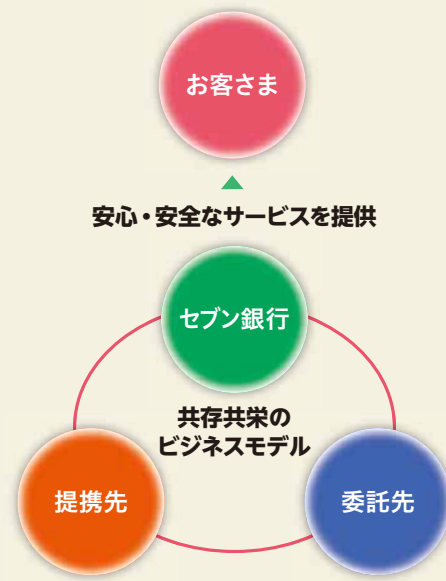 お客さま
安心・安全なサービスを提供
セブン銀行
共存共栄の
ビジネスモデル
提携先
委託先